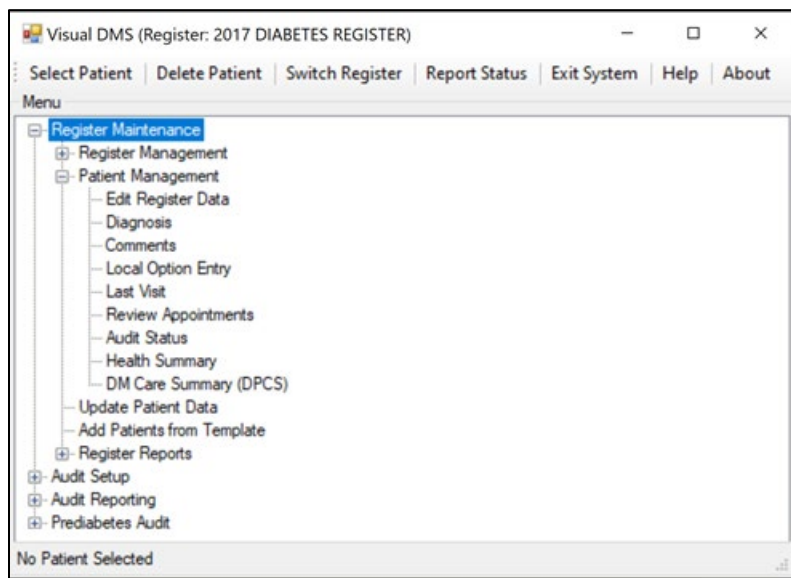 Visual DMS (Register: 2017 DIABETES REGISTER)
Select Patient Delete Patient Switch Register Report Status Exit System Help About
Menu
Register Maintenance
Register Management
Patient Management
Edit Register Data
Diagnosis
Comments
Local Option Entry
Last Visit
Review Appointments
Audit Status
Health Summary
DM Care Summary (DPCS)
Update Patient Data
Add Patients from Template
Register Reports
Audit Setup
Audit Reporting
Prediabetes Audit
No Patient Selected